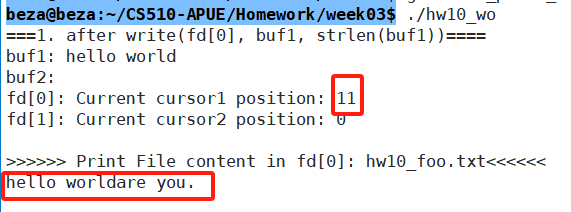 beza@beza:~/CS510-APUE/Homework/week03$ ./hw10_wo
===1. after write(fd[0], buf1, strlen(buf1))====
buf1: hello world
buf2:
fd[0]: Current cursor1 position: 11
fd[1]: Current cursor2 position: 0
>>>>>> Print File content in fd[0]: hw10_foo.txt<<<<<<
hello worldare you.